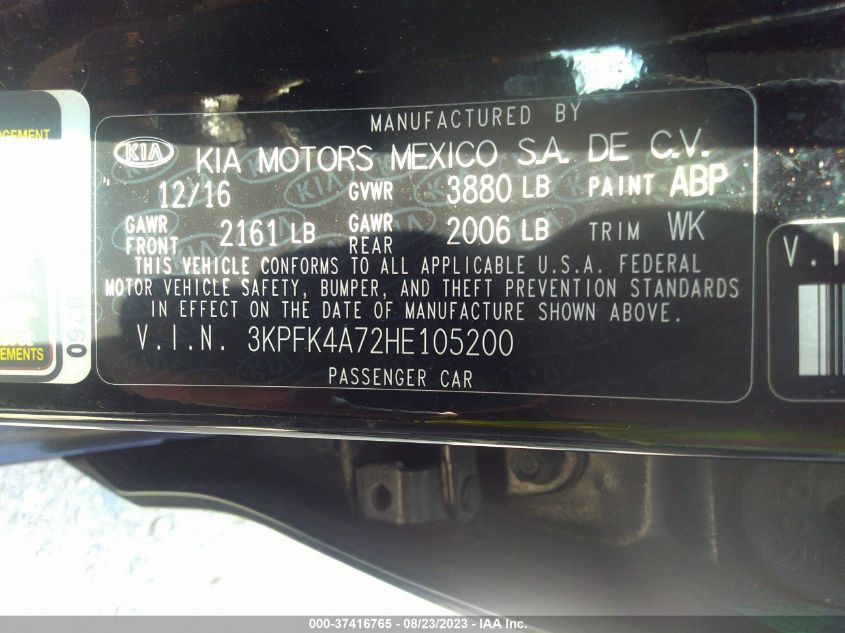 MANUFACTURED BY
KIA KIA MOTORS MEXICO S.A. DE C.V.
12/16 GVWR 3880 LB PAINT ABP
GAWR FRONT 2161 LB GAWR REAR 2006 LB TRIM WK
THIS VEHICLE CONFORMS TO ALL APPLICABLE U.S.A. FEDERAL
MOTOR VEHICLE SAFETY, BUMPER, AND THEFT PREVENTION STANDARDS
IN EFFECT ON THE DATE OF MANUFACTURE SHOWN ABOVE.
V.I.N. 3KPFK4A72HE105200
PASSENGER CAR
V.I
000-37416765 - 08/23/2023 - IAA Inc.